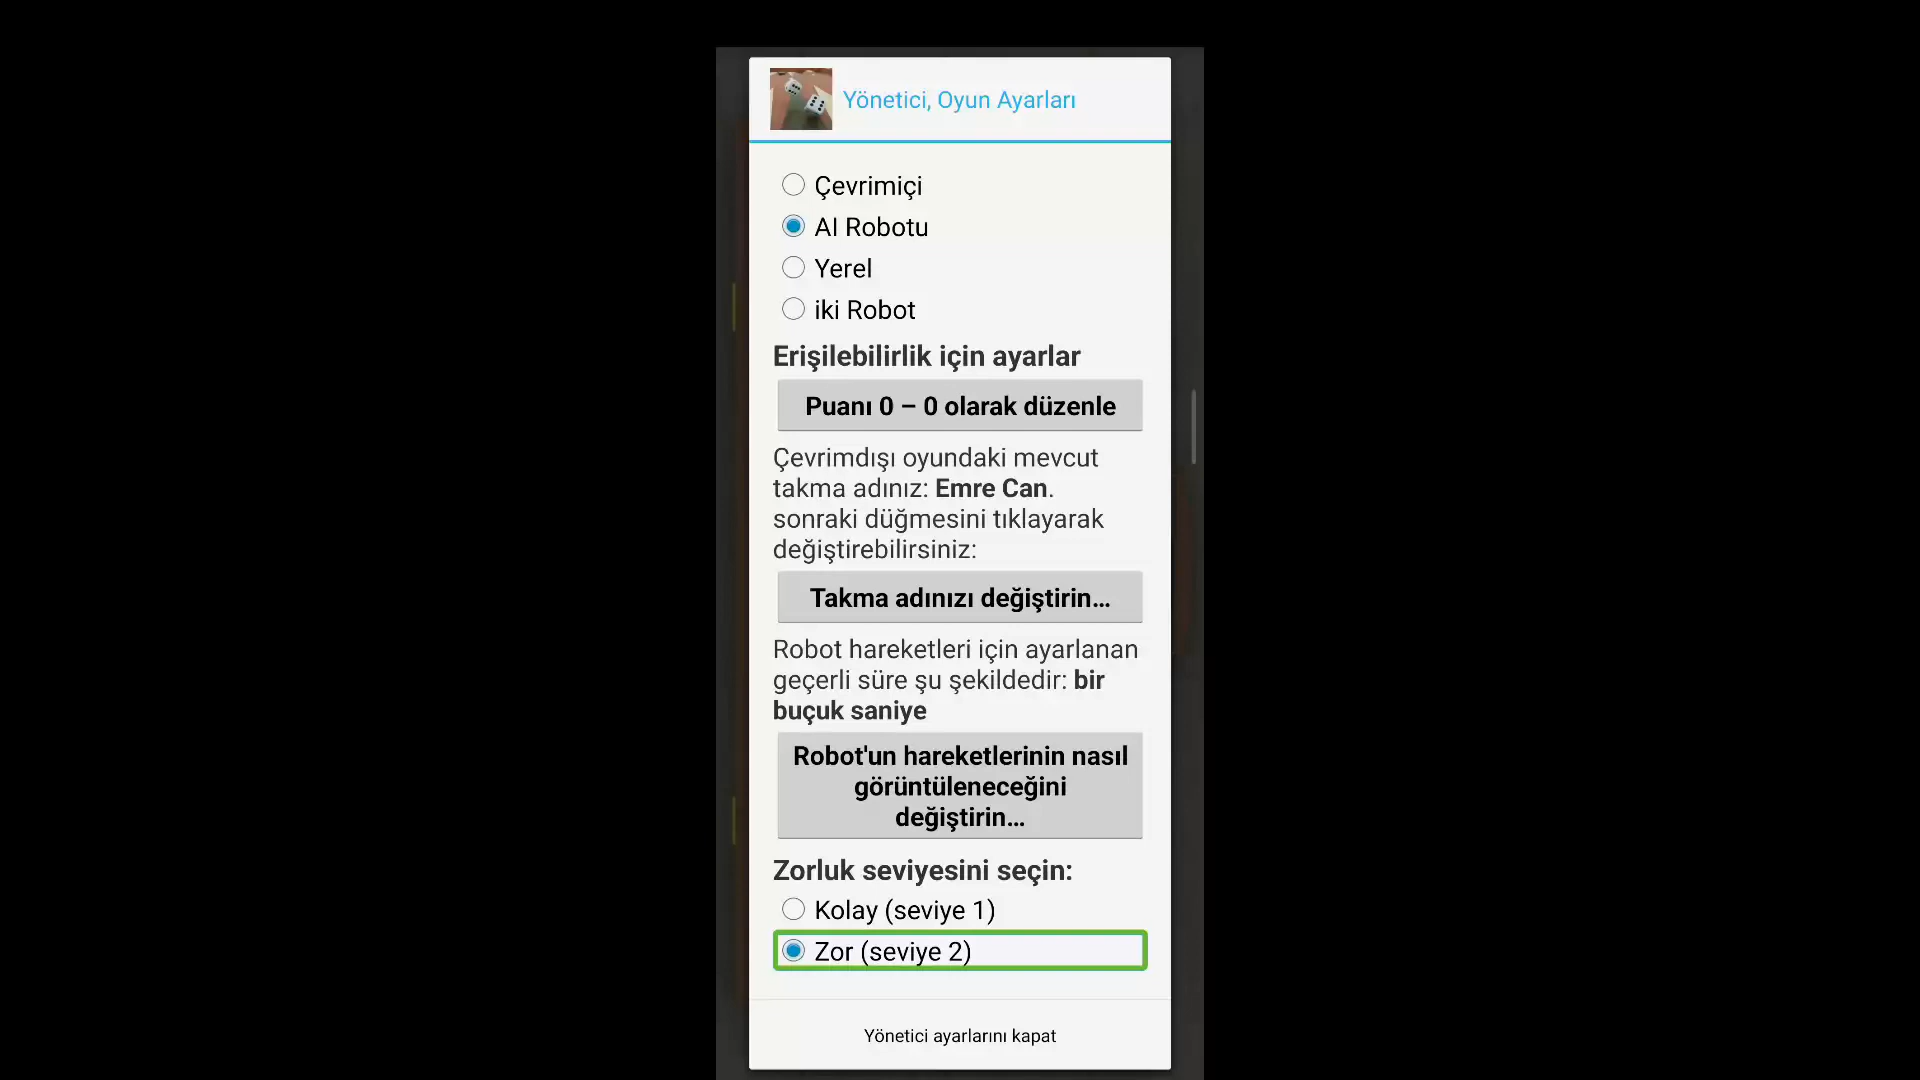 Yönetici, Oyun Ayarları
Çevrimiçi
AI Robotu
Yerel
iki Robot
Erişilebilirlik için ayarlar
Puanı 0 – 0 olarak düzenle
Çevrimdışı oyundaki mevcut
takma adınız: Emre Can.
sonraki düğmesini tıklayarak
değiştirebilirsiniz:
Takma adınızı değiştirin...
Robot hareketleri için ayarlanan
geçerli süre şu şekildedir: bir
buçuk saniye
Robot'un hareketlerinin nasıl
görüntüleneceğini
değiştirin...
Zorluk seviyesini seçin:
Kolay (seviye 1)
Zor (seviye 2)
Yönetici ayarlarını kapat